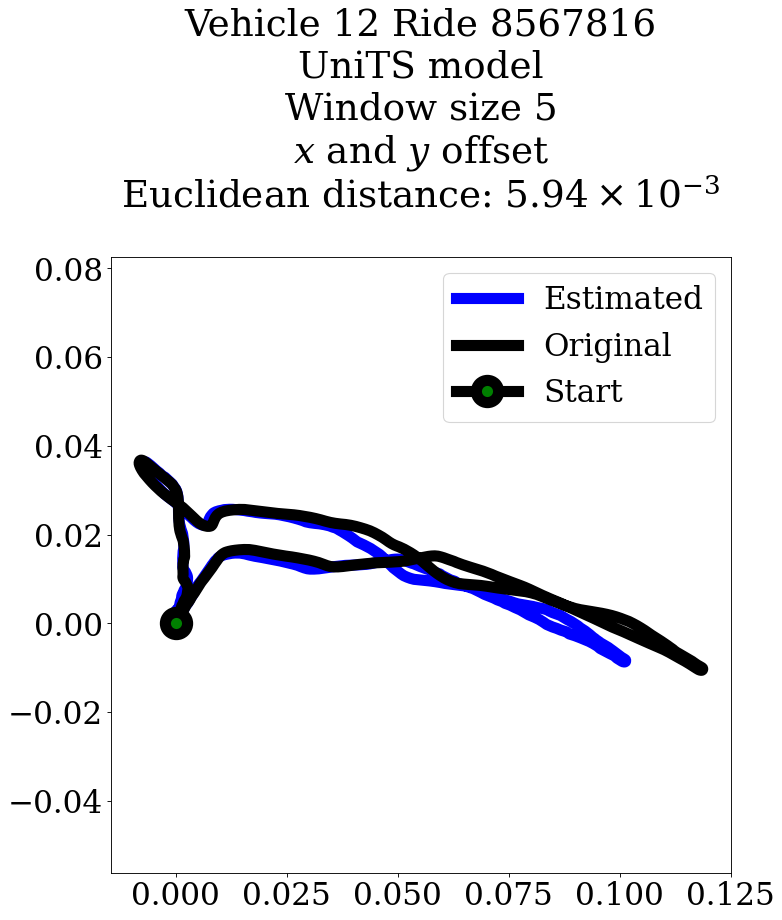 Vehicle 12 Ride 8567816
UniTS model
Window size 5
x and y offset
Euclidean distance: 5.94 × 10⁻³
Estimated
Original
Start
0.08
0.06
0.04
0.02
0.00
−0.02
−0.04
0.000 0.025 0.050 0.075 0.100 0.125